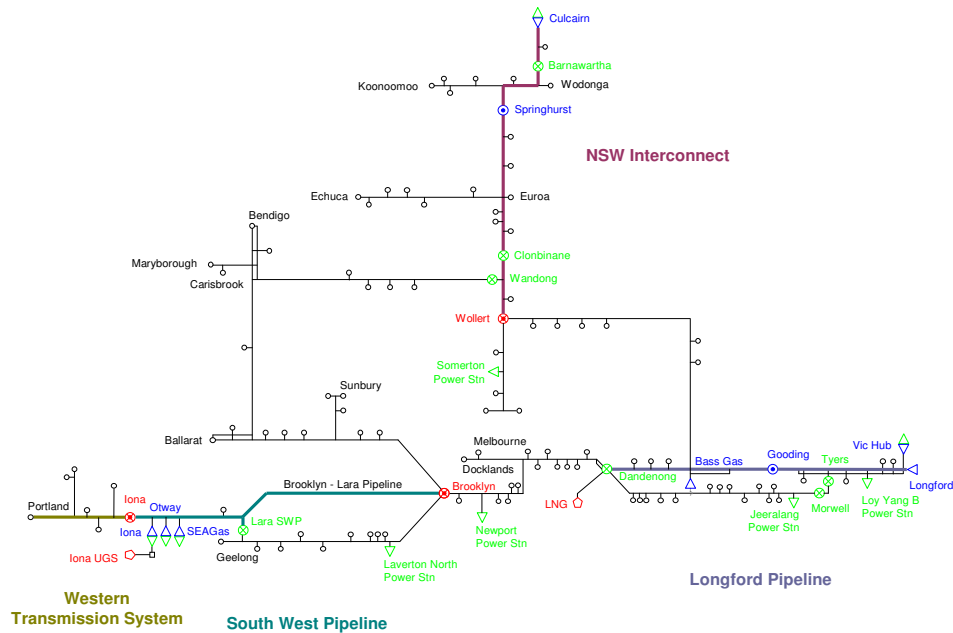 Culcairn
Barnawartha
Koonoomoo
Wodonga
Springhurst
NSW Interconnect
Echuca
Euroa
Bendigo
Clonbinane
Maryborough
Wandong
Carisbrook
Wollert
Somerton
Power Stn
Sunbury
Ballarat
Melbourne
Vic Hub
Docklands
Bass Gas
Gooding
Tyers
Dandenong
Longford
Brooklyn - Lara Pipeline
Brooklyn
LNG
Loy Yang B
Power Stn
Morwell
Jeeralang
Power Stn
Portland
Iona
Otway
Lara SWP
Iona
SEAGas
Newport
Power Stn
Iona UGS
Geelong
Laverton North
Power Stn
Longford Pipeline
Western
Transmission System
South West Pipeline